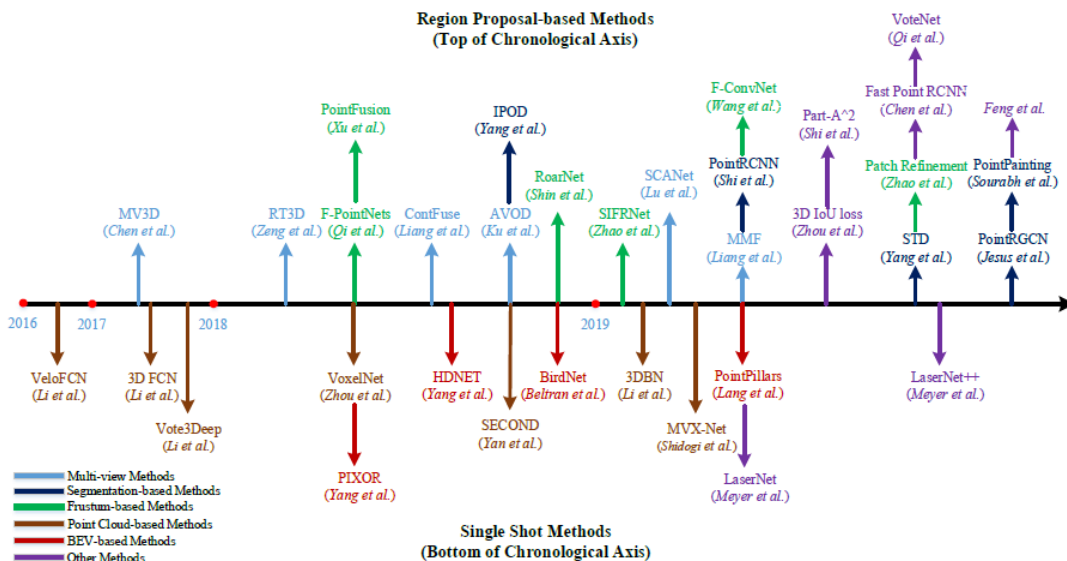 Region Proposal-based Methods
(Top of Chronological Axis)
VoteNet
(Qi et al.)
F-ConvNet
(Wang et al.)
Fast Point RCNN
(Chen et al.)
PointFusion
(Xu et al.)
IPOD
(Yang et al.)
Part-A^2
(Shi et al.)
Feng et al.
RoarNet
(Shin et al.)
SCANet
(Lu et al.)
PointRCNN
(Shi et al.)
Patch Refinement
(Zhao et al.)
PointPainting
(Sourabh et al.)
MV3D
(Chen et al.)
RT3D
(Zeng et al.)
F-PointNets
(Qi et al.)
ContFuse
(Liang et al.)
AVOD
(Ku et al.)
SIFRNet
(Zhao et al.)
MMF
(Liang et al.)
3D IoU loss
(Zhou et al.)
STD
(Yang et al.)
PointRGCN
(Jesus et al.)
2016
2017
2018
2019
VeloFCN
(Li et al.)
3D FCN
(Li et al.)
Vote3Deep
(Li et al.)
VoxelNet
(Zhou et al.)
HDNET
(Yang et al.)
BirdNet
(Beltran et al.)
3DBN
(Li et al.)
PointPillars
(Lang et al.)
LaserNet++
(Meyer et al.)
SECOND
(Yan et al.)
MVX-Net
(Shidogi et al.)
PIXOR
(Yang et al.)
LaserNet
(Meyer et al.)
Multi-view Methods
Segmentation-based Methods
Frustum-based Methods
Point Cloud-based Methods
BEV-based Methods
Other Methods
Single Shot Methods
(Bottom of Chronological Axis)